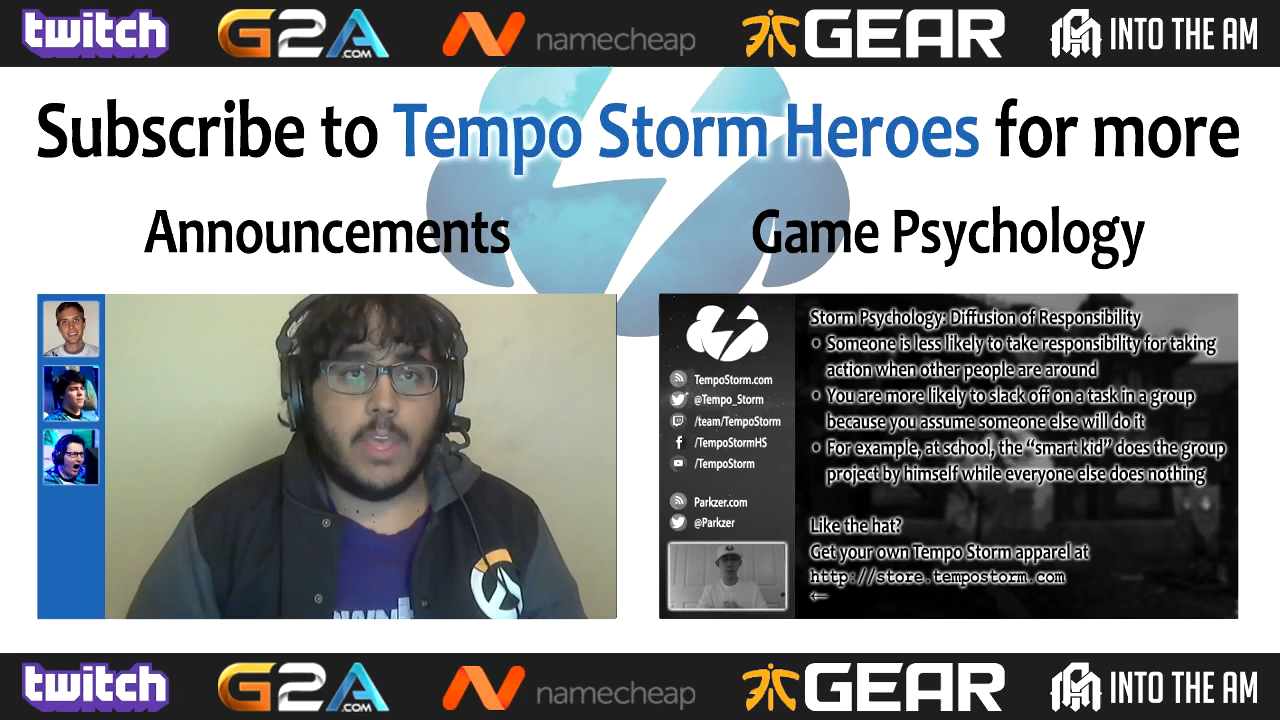 twitch G2A.COM namecheap GEAR INTO THE AM
Subscribe to Tempo Storm Heroes for more
Announcements
Game Psychology
Storm Psychology: Diffusion of Responsibility
• Someone is less likely to take responsibility for taking
action when other people are around
• You are more likely to slack off on a task in a group
because you assume someone else will do it
• For example, at school, the “smart kid” does the group
project by himself while everyone else does nothing
Like the hat?
Get your own Tempo Storm apparel at
http://store.tempostorm.com
←
TempoStorm.com
@Tempo_Storm
/team/TempoStorm
/TempoStormHS
/TempoStorm
Parkzer.com
@Parkzer
twitch G2A.COM namecheap GEAR INTO THE AM